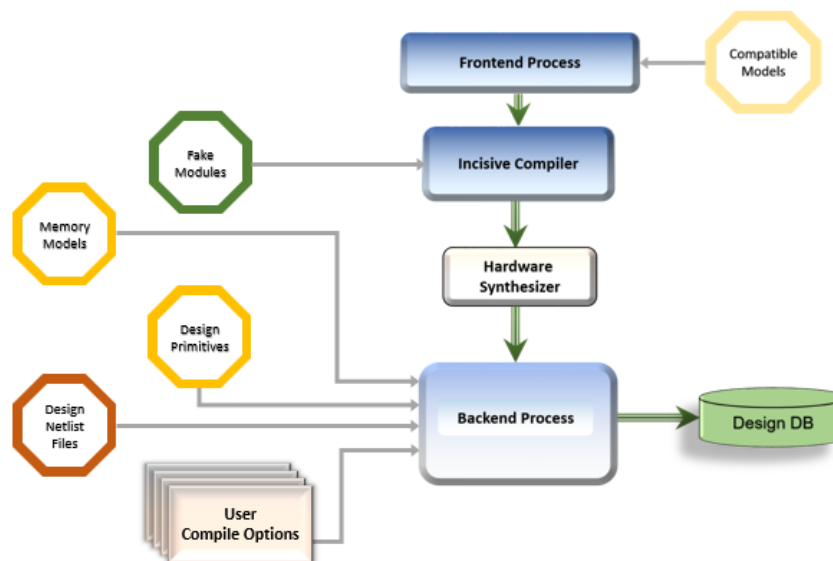 Frontend Process
Compatible
Models
Fake
Modules
Incisive Compiler
Memory
Models
Hardware
Synthesizer
Design
Primitives
Design
Netlist
Files
Backend Process
Design DB
User
Compile Options